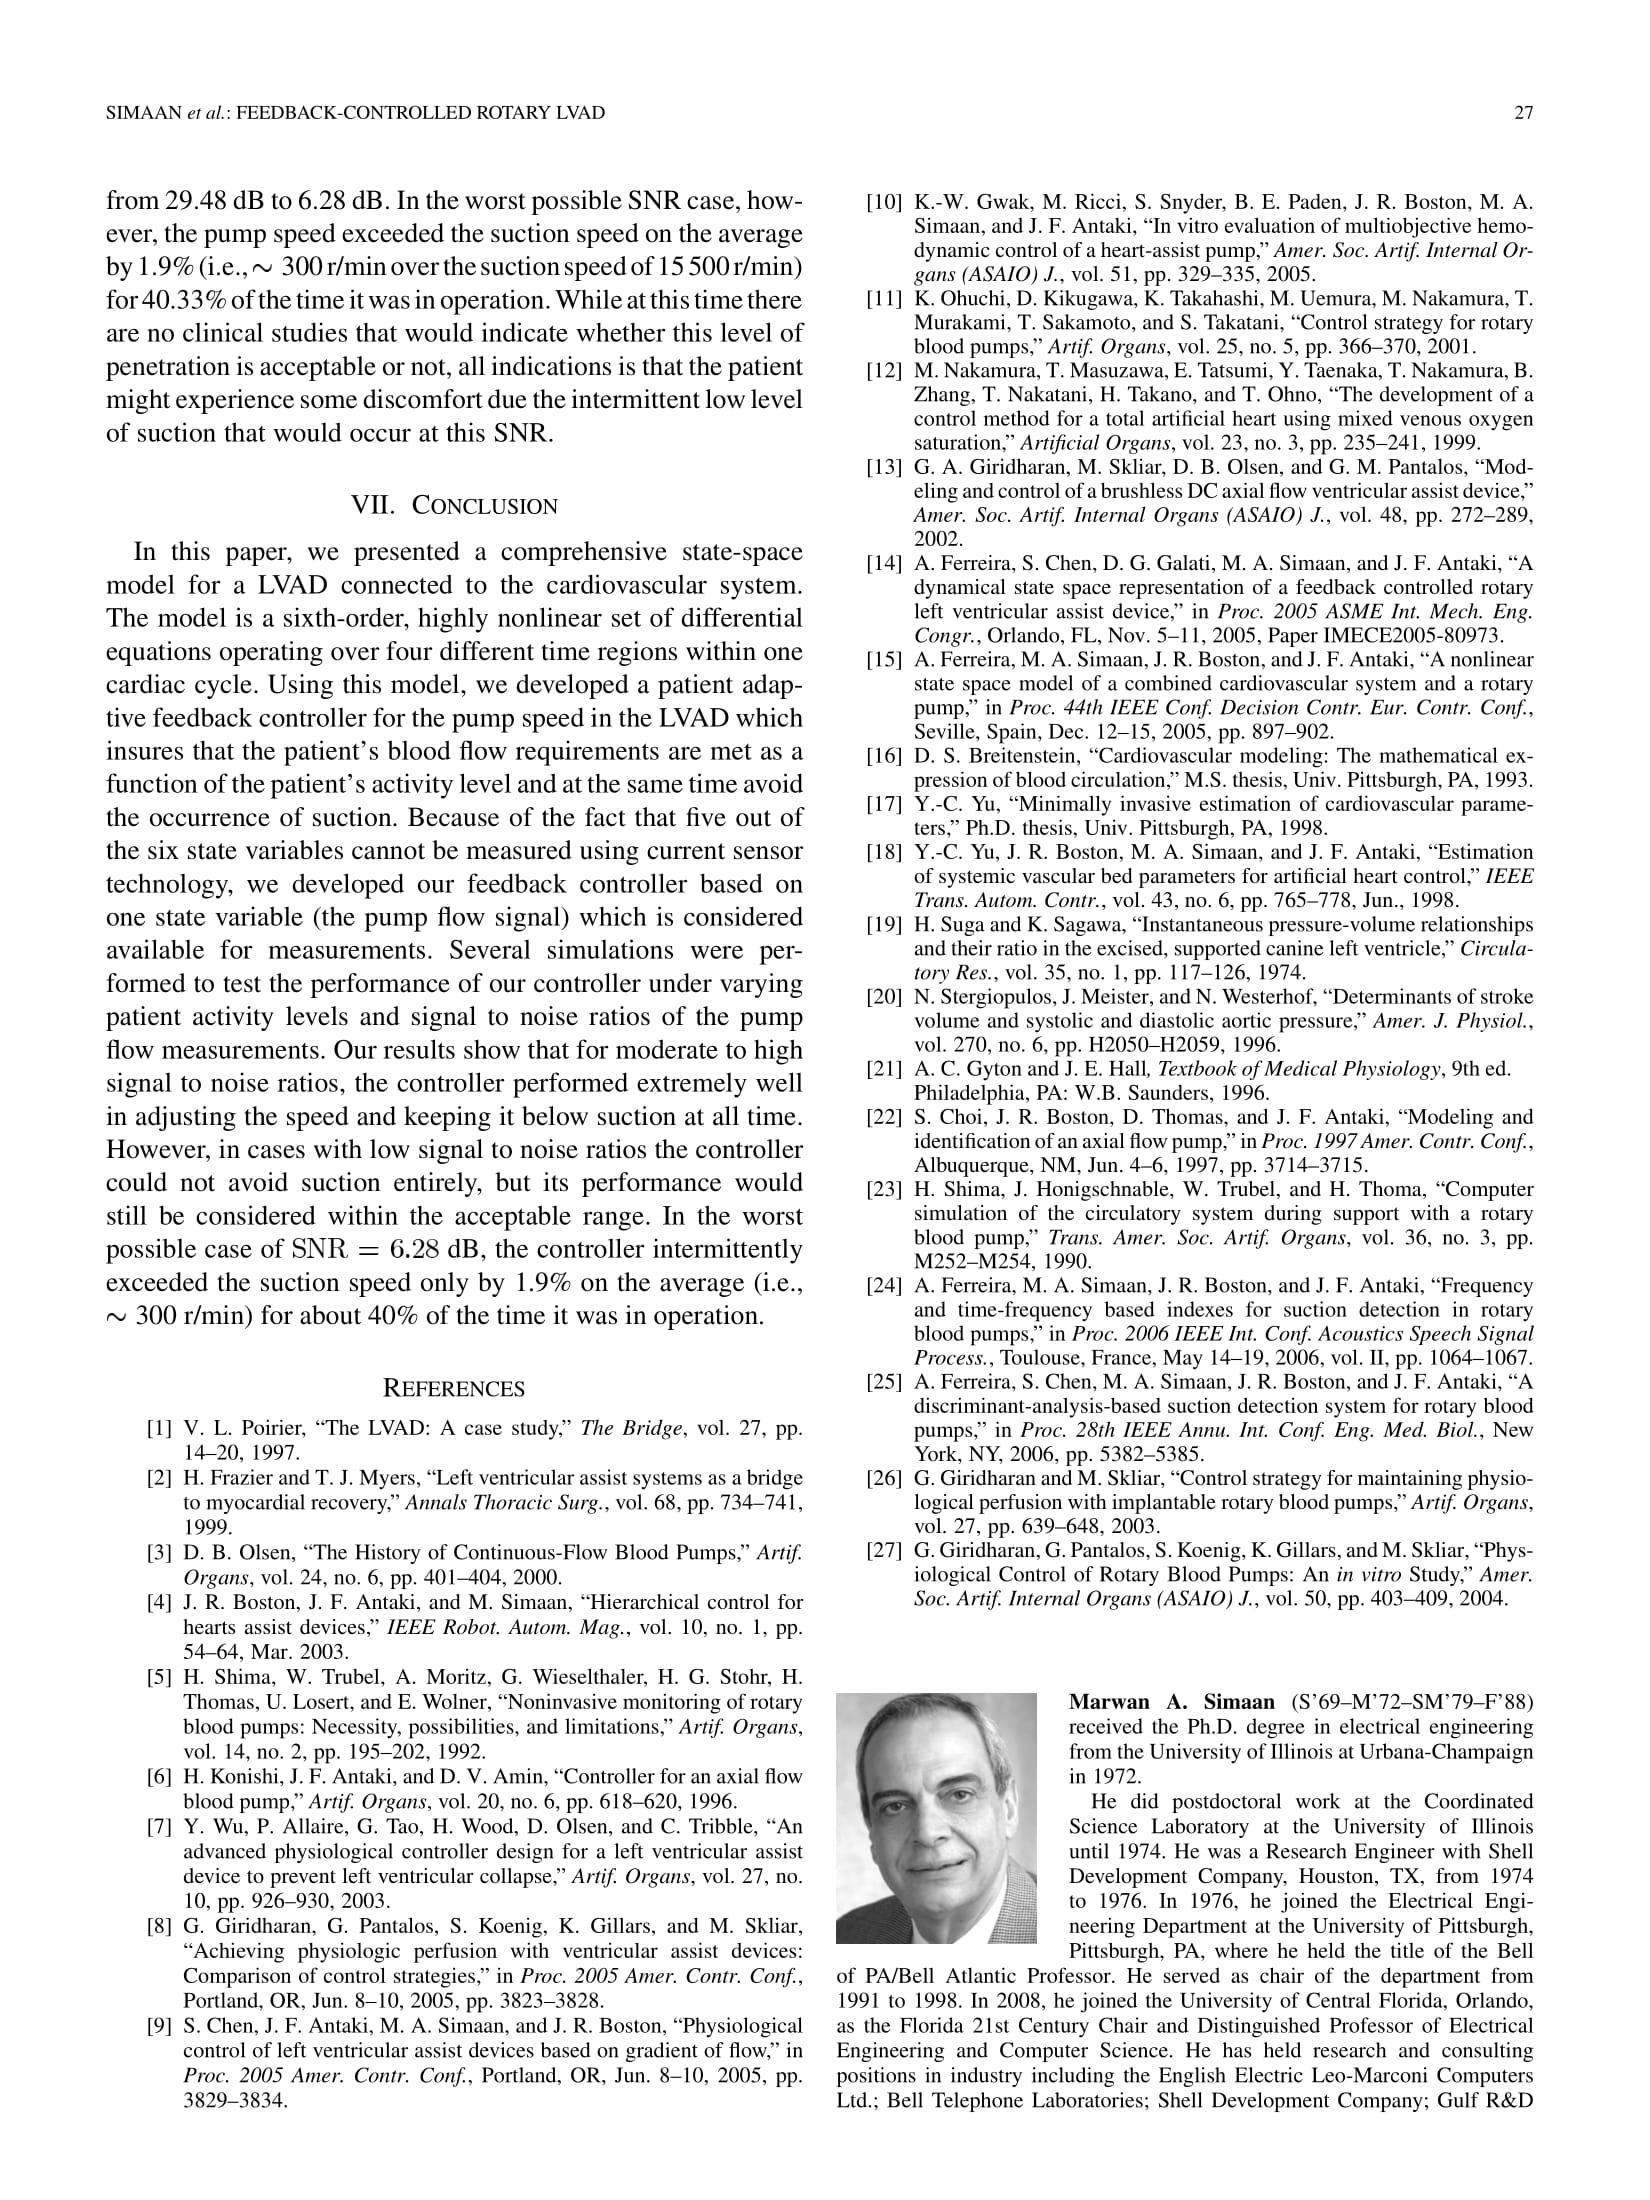 SIMAAN et al.: FEEDBACK-CONTROLLED ROTARY LVAD
27
from 29.48 dB to 6.28 dB. In the worst possible SNR case, how-
ever, the pump speed exceeded the suction speed on the average
by 1.9% (i.e., ∼ 300 r/min over the suction speed of 15 500 r/min)
for 40.33% of the time it was in operation. While at this time there
are no clinical studies that would indicate whether this level of
penetration is acceptable or not, all indications is that the patient
might experience some discomfort due the intermittent low level
of suction that would occur at this SNR.
VII. CONCLUSION
In this paper, we presented a comprehensive state-space
model for a LVAD connected to the cardiovascular system.
The model is a sixth-order, highly nonlinear set of differential
equations operating over four different time regions within one
cardiac cycle. Using this model, we developed a patient adap-
tive feedback controller for the pump speed in the LVAD which
insures that the patient's blood flow requirements are met as a
function of the patient's activity level and at the same time avoid
the occurrence of suction. Because of the fact that five out of
the six state variables cannot be measured using current sensor
technology, we developed our feedback controller based on
one state variable (the pump flow signal) which is considered
available for measurements. Several simulations were per-
formed to test the performance of our controller under varying
patient activity levels and signal to noise ratios of the pump
flow measurements. Our results show that for moderate to high
signal to noise ratios, the controller performed extremely well
in adjusting the speed and keeping it below suction at all time.
However, in cases with low signal to noise ratios the controller
could not avoid suction entirely, but its performance would
still be considered within the acceptable range. In the worst
possible case of SNR = 6.28 dB, the controller intermittently
exceeded the suction speed only by 1.9% on the average (i.e.,
∼ 300 r/min) for about 40% of the time it was in operation.
REFERENCES
[1] V. L. Poirier, “The LVAD: A case study,” The Bridge, vol. 27, pp.
14–20, 1997.
[2] H. Frazier and T. J. Myers, “Left ventricular assist systems as a bridge
to myocardial recovery,” Annals Thoracic Surg., vol. 68, pp. 734–741,
1999.
[3] D. B. Olsen, “The History of Continuous-Flow Blood Pumps,” Artif.
Organs, vol. 24, no. 6, pp. 401–404, 2000.
[4] J. R. Boston, J. F. Antaki, and M. Simaan, “Hierarchical control for
hearts assist devices,” IEEE Robot. Autom. Mag., vol. 10, no. 1, pp.
54–64, Mar. 2003.
[5] H. Shima, W. Trubel, A. Moritz, G. Wieselthaler, H. G. Stohr, H.
Thomas, U. Losert, and E. Wolner, “Noninvasive monitoring of rotary
blood pumps: Necessity, possibilities, and limitations,” Artif. Organs,
vol. 14, no. 2, pp. 195–202, 1992.
[6] H. Konishi, J. F. Antaki, and D. V. Amin, “Controller for an axial flow
blood pump,” Artif. Organs, vol. 20, no. 6, pp. 618–620, 1996.
[7] Y. Wu, P. Allaire, G. Tao, H. Wood, D. Olsen, and C. Tribble, “An
advanced physiological controller design for a left ventricular assist
device to prevent left ventricular collapse,” Artif. Organs, vol. 27, no.
10, pp. 926–930, 2003.
[8] G. Giridharan, G. Pantalos, S. Koenig, K. Gillars, and M. Skliar,
“Achieving physiologic perfusion with ventricular assist devices:
Comparison of control strategies,” in Proc. 2005 Amer. Contr. Conf.,
Portland, OR, Jun. 8–10, 2005, pp. 3823–3828.
[9] S. Chen, J. F. Antaki, M. A. Simaan, and J. R. Boston, “Physiological
control of left ventricular assist devices based on gradient of flow,” in
Proc. 2005 Amer. Contr. Conf., Portland, OR, Jun. 8–10, 2005, pp.
3829–3834.
[10] K.-W. Gwak, M. Ricci, S. Snyder, B. E. Paden, J. R. Boston, M. A.
Simaan, and J. F. Antaki, “In vitro evaluation of multiobjective hemo-
dynamic control of a heart-assist pump,” Amer. Soc. Artif. Internal Or-
gans (ASAIO) J., vol. 51, pp. 329–335, 2005.
[11] K. Ohuchi, D. Kikugawa, K. Takahashi, M. Uemura, M. Nakamura, T.
Murakami, T. Sakamoto, and S. Takatani, “Control strategy for rotary
blood pumps,” Artif. Organs, vol. 25, no. 5, pp. 366–370, 2001.
[12] M. Nakamura, T. Masuzawa, E. Tatsumi, Y. Taenaka, T. Nakamura, B.
Zhang, T. Nakatani, H. Takano, and T. Ohno, “The development of a
control method for a total artificial heart using mixed venous oxygen
saturation,” Artificial Organs, vol. 23, no. 3, pp. 235–241, 1999.
[13] G. A. Giridharan, M. Skliar, D. B. Olsen, and G. M. Pantalos, “Mod-
eling and control of a brushless DC axial flow ventricular assist device,”
Amer. Soc. Artif. Internal Organs (ASAIO) J., vol. 48, pp. 272–289,
2002.
[14] A. Ferreira, S. Chen, D. G. Galati, M. A. Simaan, and J. F. Antaki, “A
dynamical state space representation of a feedback controlled rotary
left ventricular assist device,” in Proc. 2005 ASME Int. Mech. Eng.
Congr., Orlando, FL, Nov. 5–11, 2005, Paper IMECE2005-80973.
[15] A. Ferreira, M. A. Simaan, J. R. Boston, and J. F. Antaki, “A nonlinear
state space model of a combined cardiovascular system and a rotary
pump,” in Proc. 44th IEEE Conf. Decision Contr. Eur. Contr. Conf.,
Seville, Spain, Dec. 12–15, 2005, pp. 897–902.
[16] D. S. Breitenstein, “Cardiovascular modeling: The mathematical ex-
pression of blood circulation,” M.S. thesis, Univ. Pittsburgh, PA, 1993.
[17] Y.-C. Yu, “Minimally invasive estimation of cardiovascular parame-
ters,” Ph.D. thesis, Univ. Pittsburgh, PA, 1998.
[18] Y.-C. Yu, J. R. Boston, M. A. Simaan, and J. F. Antaki, “Estimation
of systemic vascular bed parameters for artificial heart control,” IEEE
Trans. Autom. Contr., vol. 43, no. 6, pp. 765–778, Jun., 1998.
[19] H. Suga and K. Sagawa, “Instantaneous pressure-volume relationships
and their ratio in the excised, supported canine left ventricle,” Circula-
tory Res., vol. 35, no. 1, pp. 117–126, 1974.
[20] N. Stergiopulos, J. Meister, and N. Westerhof, “Determinants of stroke
volume and systolic and diastolic aortic pressure,” Amer. J. Physiol.,
vol. 270, no. 6, pp. H2050–H2059, 1996.
[21] A. C. Gyton and J. E. Hall, Textbook of Medical Physiology, 9th ed.
Philadelphia, PA: W.B. Saunders, 1996.
[22] S. Choi, J. R. Boston, D. Thomas, and J. F. Antaki, “Modeling and
identification of an axial flow pump,” in Proc. 1997 Amer. Contr. Conf.,
Albuquerque, NM, Jun. 4–6, 1997, pp. 3714–3715.
[23] H. Shima, J. Honigschnable, W. Trubel, and H. Thoma, “Computer
simulation of the circulatory system during support with a rotary
blood pump,” Trans. Amer. Soc. Artif. Organs, vol. 36, no. 3, pp.
M252–M254, 1990.
[24] A. Ferreira, M. A. Simaan, J. R. Boston, and J. F. Antaki, “Frequency
and time-frequency based indexes for suction detection in rotary
blood pumps,” in Proc. 2006 IEEE Int. Conf. Acoustics Speech Signal
Process., Toulouse, France, May 14–19, 2006, vol. II, pp. 1064–1067.
[25] A. Ferreira, S. Chen, M. A. Simaan, J. R. Boston, and J. F. Antaki, “A
discriminant-analysis-based suction detection system for rotary blood
pumps,” in Proc. 28th IEEE Annu. Int. Conf. Eng. Med. Biol., New
York, NY, 2006, pp. 5382–5385.
[26] G. Giridharan and M. Skliar, “Control strategy for maintaining physio-
logical perfusion with implantable rotary blood pumps,” Artif. Organs,
vol. 27, pp. 639–648, 2003.
[27] G. Giridharan, G. Pantalos, S. Koenig, K. Gillars, and M. Skliar, “Phys-
iological Control of Rotary Blood Pumps: An in vitro Study,” Amer.
Soc. Artif. Internal Organs (ASAIO) J., vol. 50, pp. 403–409, 2004.
Marwan A. Simaan (S’69–M’72–SM’79–F’88)
received the Ph.D. degree in electrical engineering
from the University of Illinois at Urbana-Champaign
in 1972.
He did postdoctoral work at the Coordinated
Science Laboratory at the University of Illinois
until 1974. He was a Research Engineer with Shell
Development Company, Houston, TX, from 1974
to 1976. In 1976, he joined the Electrical Engi-
neering Department at the University of Pittsburgh,
Pittsburgh, PA, where he held the title of the Bell
of PA/Bell Atlantic Professor. He served as chair of the department from
1991 to 1998. In 2008, he joined the University of Central Florida, Orlando,
as the Florida 21st Century Chair and Distinguished Professor of Electrical
Engineering and Computer Science. He has held research and consulting
positions in industry including the English Electric Leo-Marconi Computers
Ltd.; Bell Telephone Laboratories; Shell Development Company; Gulf R&D